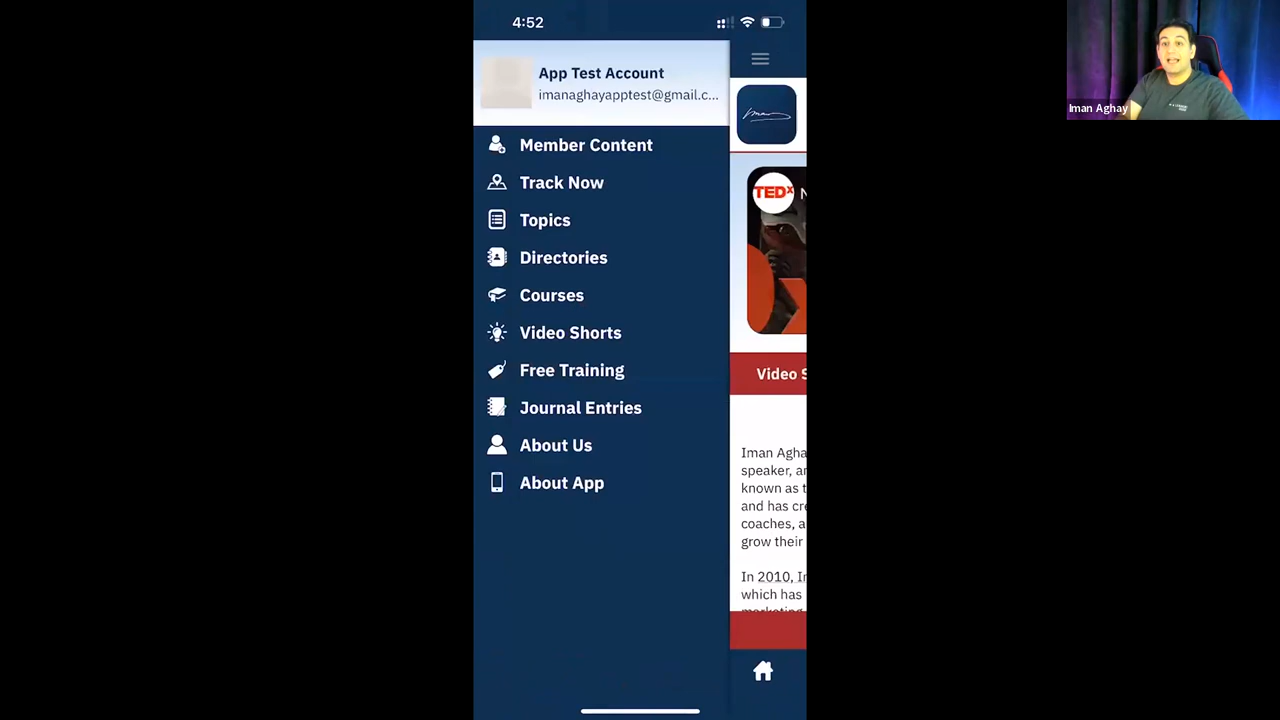 4:52
App Test Account
imanaghayapptest@gmail.c...
Member Content
Track Now
Topics
Directories
Courses
Video Shorts
Free Training
Journal Entries
About Us
About App
TEDx N
Video S
Iman Agha
speaker, ar
known as t
and has cre
coaches, a
grow their
In 2010, Ir
which has
marketing
Iman Aghay